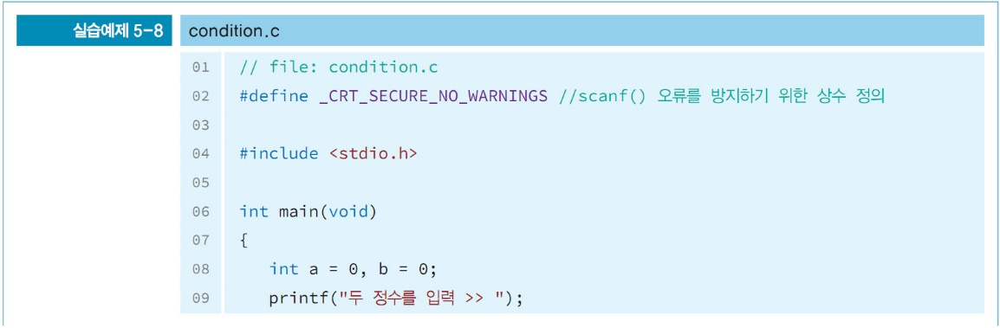 실습예제 5-8 condition.c
01 // file: condition.c
02 #define _CRT_SECURE_NO_WARNINGS //scanf() 오류를 방지하기 위한 상수 정의
03
04 #include <stdio.h>
05
06 int main(void)
07 {
08 int a = 0, b = 0;
09 printf("두 정수를 입력 >> ");